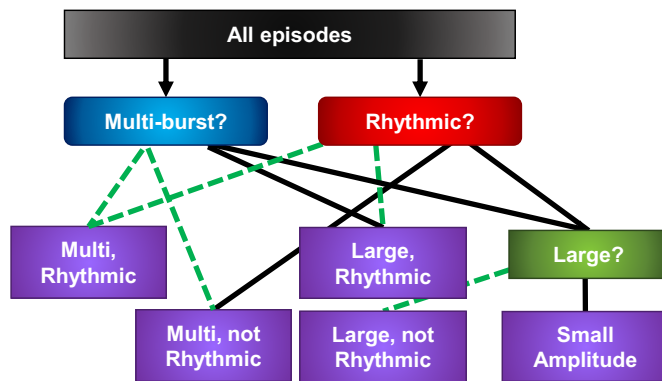 All episodes
Multi-burst?
Rhythmic?
Multi,
Rhythmic
Large,
Rhythmic
Large?
Multi, not
Rhythmic
Large, not
Rhythmic
Small
Amplitude